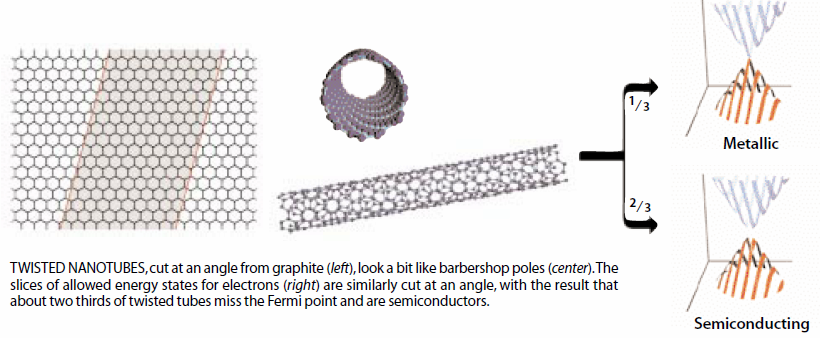 1/3
Metallic
2/3
TWISTED NANOTUBES, cut at an angle from graphite (left), look a bit like barbershop poles (center). The
slices of allowed energy states for electrons (right) are similarly cut at an angle, with the result that
about two thirds of twisted tubes miss the Fermi point and are semiconductors.
Semiconducting